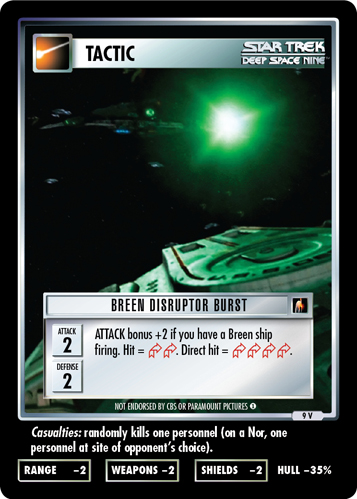 TACTIC
STAR TREK
DEEP SPACE NINE
BREEN DISRUPTOR BURST
ATTACK
2
DEFENSE
2
ATTACK bonus +2 if you have a Breen ship
firing. Hit = . Direct hit = .
NOT ENDORSED BY CBS OR PARAMOUNT PICTURES
9 V
Casualties: randomly kills one personnel (on a Nor, one
personnel at site of opponent's choice).
RANGE -2 WEAPONS -2 SHIELDS -2 HULL -35%